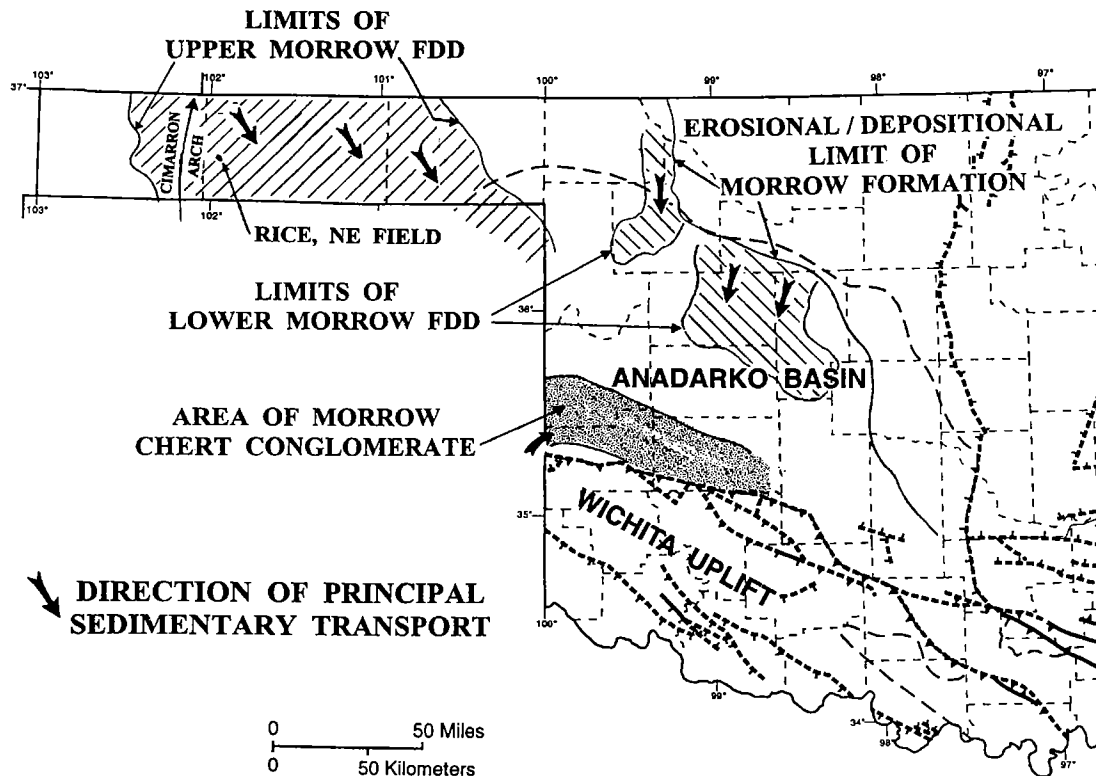 LIMITS OF
UPPER MORROW FDD
103°
102°
101°
100°
99°
98°
97°
37°
CIMARRON
ARCH
EROSIONAL / DEPOSITIONAL
LIMIT OF
MORROW FORMATION
103°
102°
RICE, NE FIELD
LIMITS OF
LOWER MORROW FDD
36°
ANADARKO BASIN
AREA OF MORROW
CHERT CONGLOMERATE
35°
WICHITA UPLIFT
DIRECTION OF PRINCIPAL
SEDIMENTARY TRANSPORT
100°
99°
34°
98°
97°
0 50 Miles
0 50 Kilometers